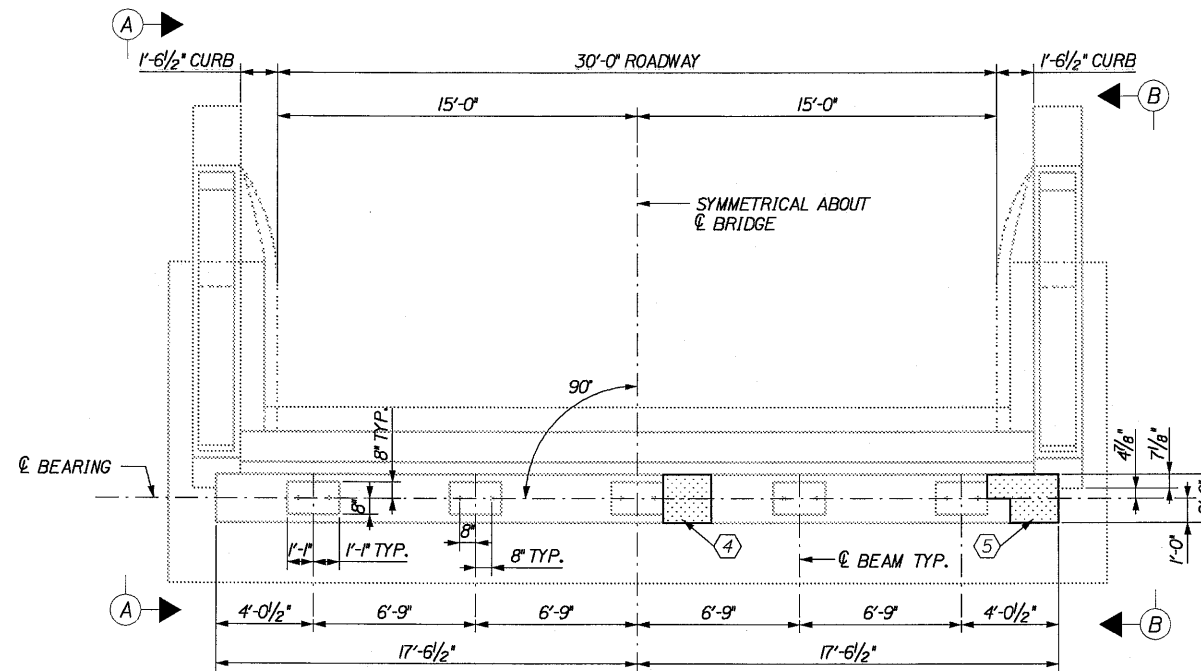 A
1'-6½" CURB
30'-0" ROADWAY
1'-6½" CURB
B
15'-0"
15'-0"
SYMMETRICAL ABOUT
℄ BRIDGE
90°
8" TYP.
4⅞"
7⅛"
℄ BEARING
8"
1'-0"
1'-1"
1'-1" TYP.
8"
8" TYP.
4
5
℄ BEAM TYP.
A
4'-0½"
6'-9"
6'-9"
6'-9"
6'-9"
4'-0½"
B
17'-6½"
17'-6½"